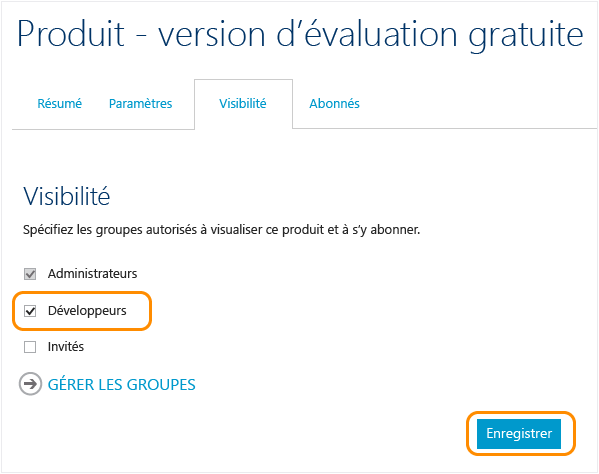 Produit - version d’évaluation gratuite
Résumé Paramètres Visibilité Abonnés
Visibilité
Spécifiez les groupes autorisés à visualiser ce produit et à s’y abonner.
Administrateurs
Développeurs
Invités
GÉRER LES GROUPES
Enregistrer